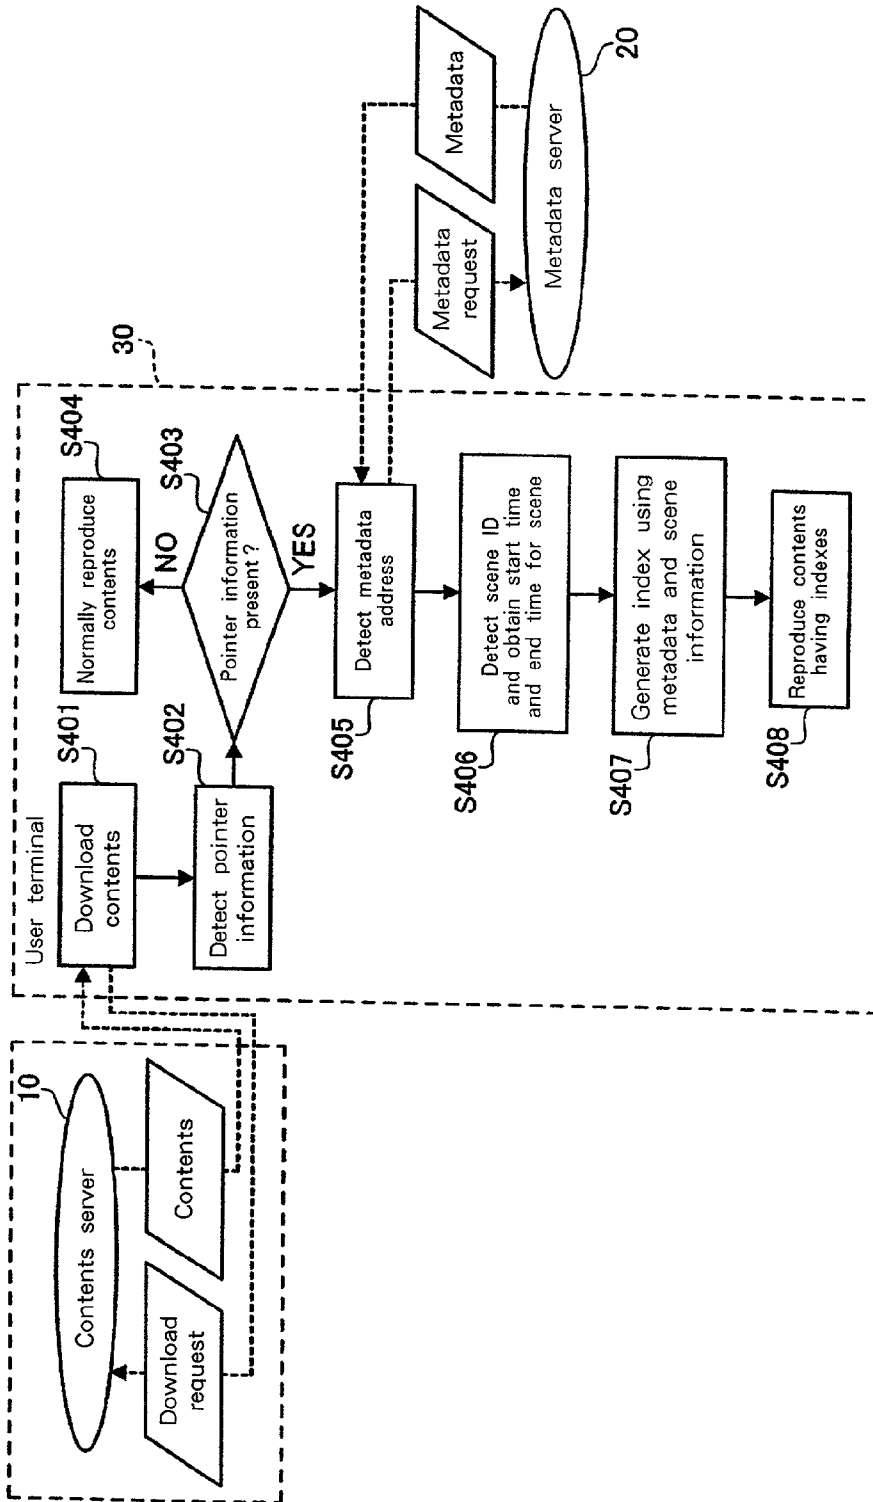 10
Contents server
Download
request
Contents
User terminal
30
Download
contents
S401
Detect pointer
information
S402
Pointer information
present?
S403
NO
YES
Normally reproduce
contents
S404
Detect metadata
address
S405
Detect scene ID
and obtain start time
and end time for scene
S406
Generate index using
metadata and scene
information
S407
Reproduce contents
having indexes
S408
Metadata
request
Metadata
Metadata server
20